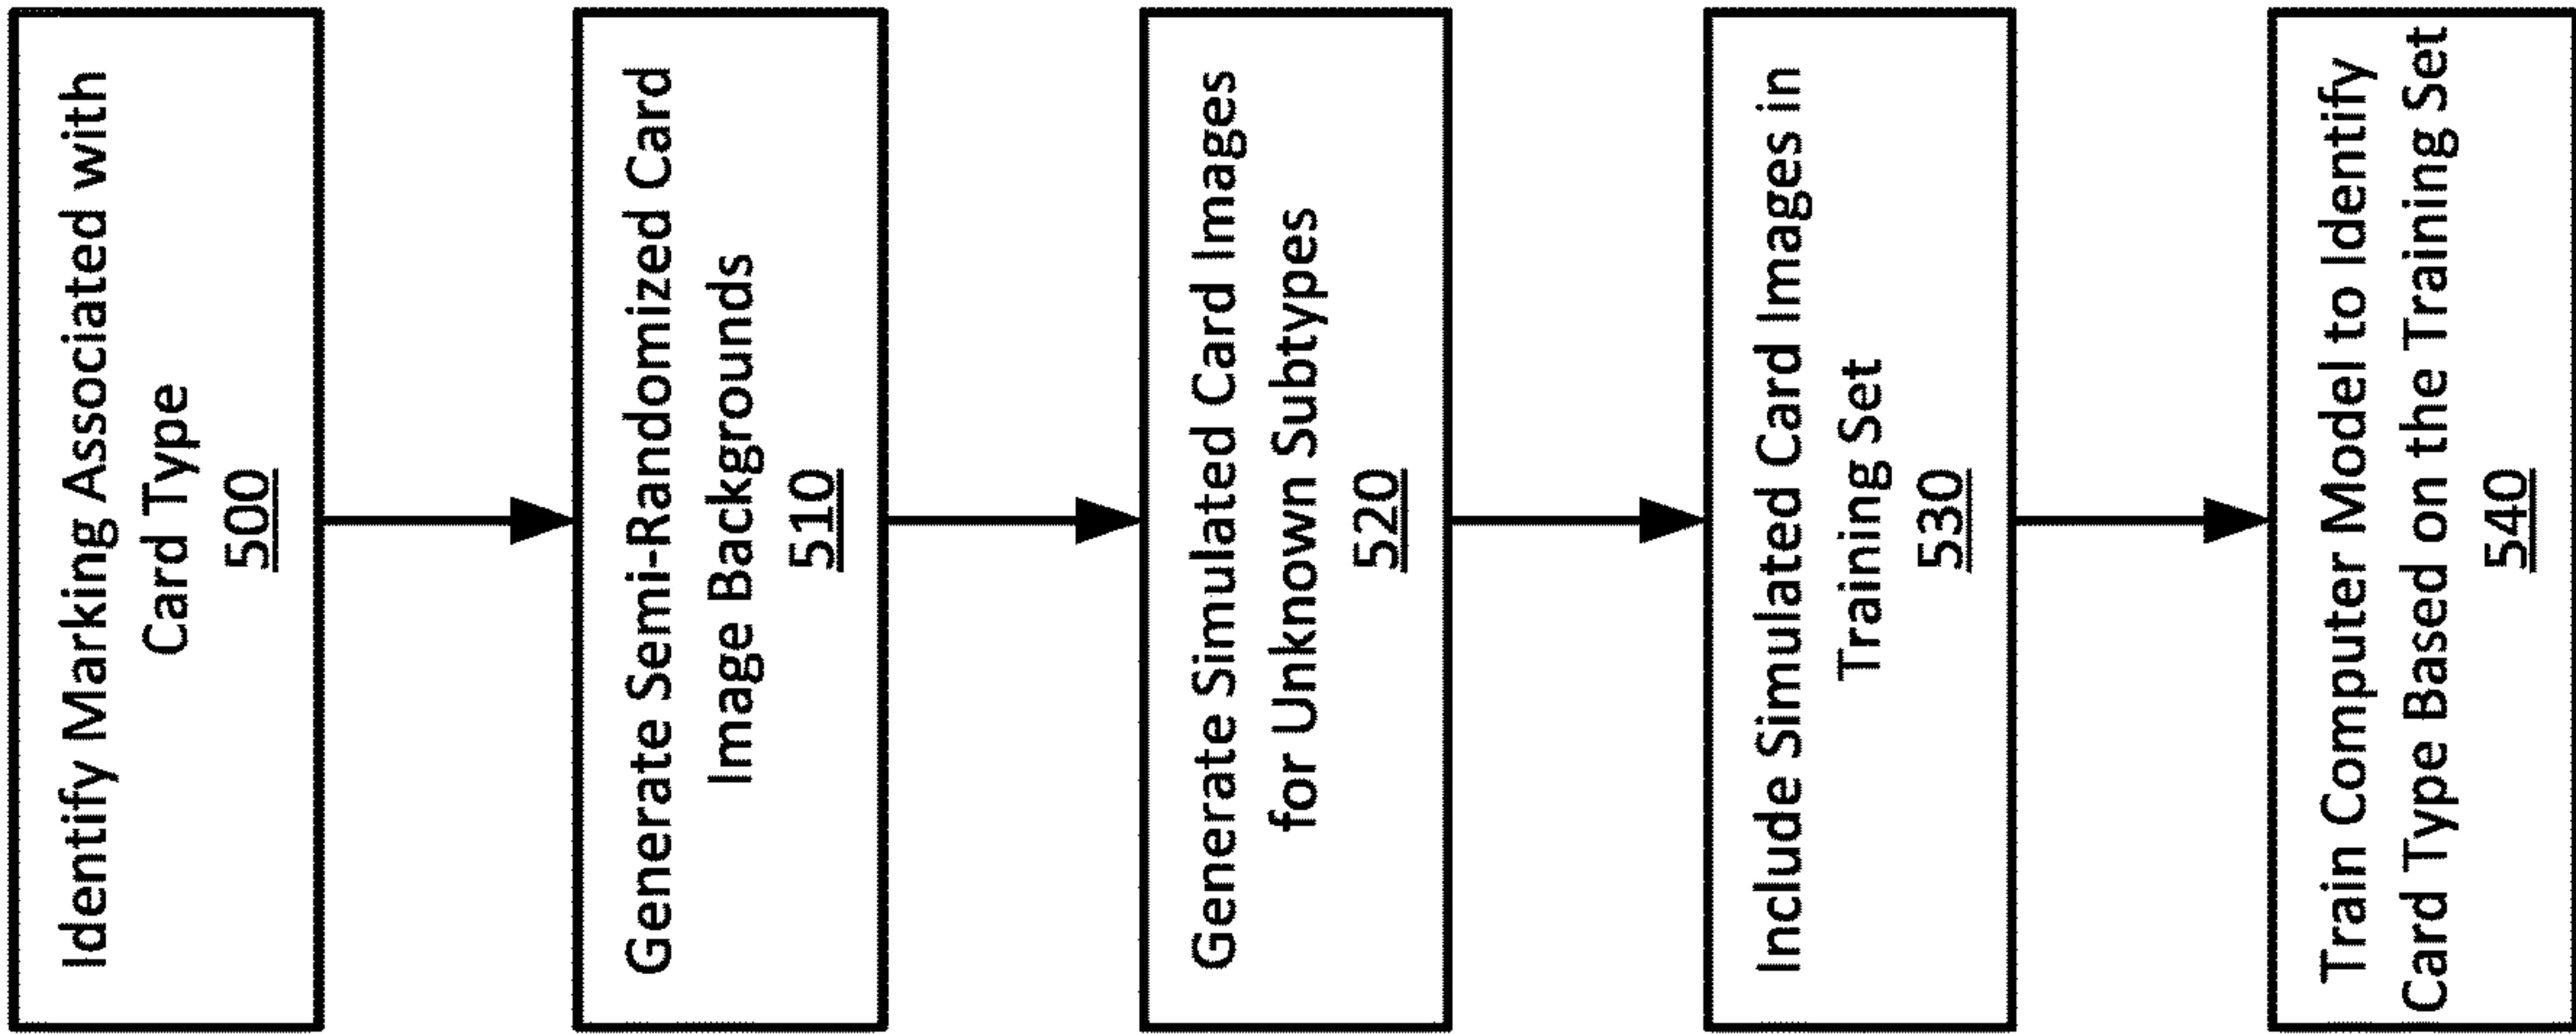 Identify Marking Associated with
Card Type
500
Generate Semi-Randomized Card
Image Backgrounds
510
Generate Simulated Card Images
for Unknown Subtypes
520
Include Simulated Card Images in
Training Set
530
Train Computer Model to Identify
Card Type Based on the Training Set
540